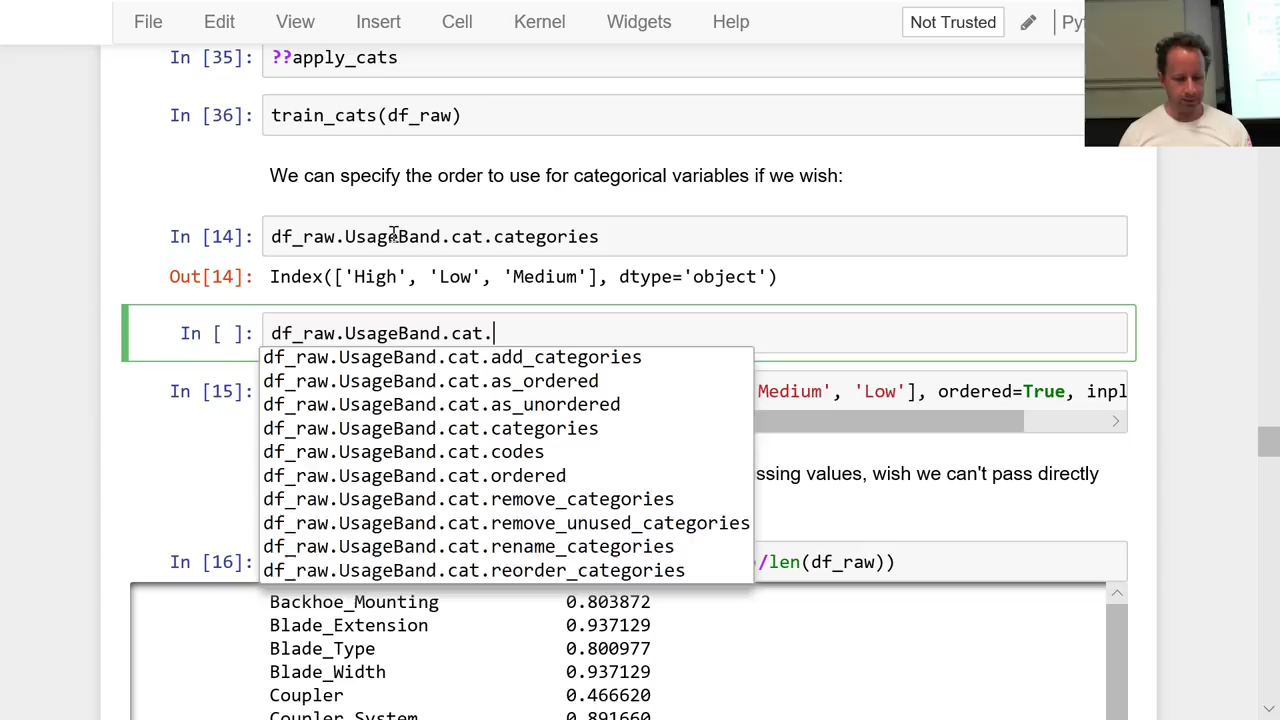 File Edit View Insert Cell Kernel Widgets Help Not Trusted Py
In [35]: ??apply_cats
In [36]: train_cats(df_raw)
We can specify the order to use for categorical variables if we wish:
In [14]: df_raw.UsageBand.cat.categories
Out[14]: Index(['High', 'Low', 'Medium'], dtype='object')
In [ ]: df_raw.UsageBand.cat.
df_raw.UsageBand.cat.add_categories
df_raw.UsageBand.cat.as_ordered
In [15]: Medium', 'Low'], ordered=True, inpl
df_raw.UsageBand.cat.as_unordered
df_raw.UsageBand.cat.categories
df_raw.UsageBand.cat.codes
df_raw.UsageBand.cat.ordered
ssing values, wish we can't pass directly
df_raw.UsageBand.cat.remove_categories
df_raw.UsageBand.cat.remove_unused_categories
df_raw.UsageBand.cat.rename_categories
In [16]: /len(df_raw))
df_raw.UsageBand.cat.reorder_categories
Backhoe_Mounting 0.803872
Blade_Extension 0.937129
Blade_Type 0.800977
Blade_Width 0.937129
Coupler 0.466620
Coupler_System 0.891660